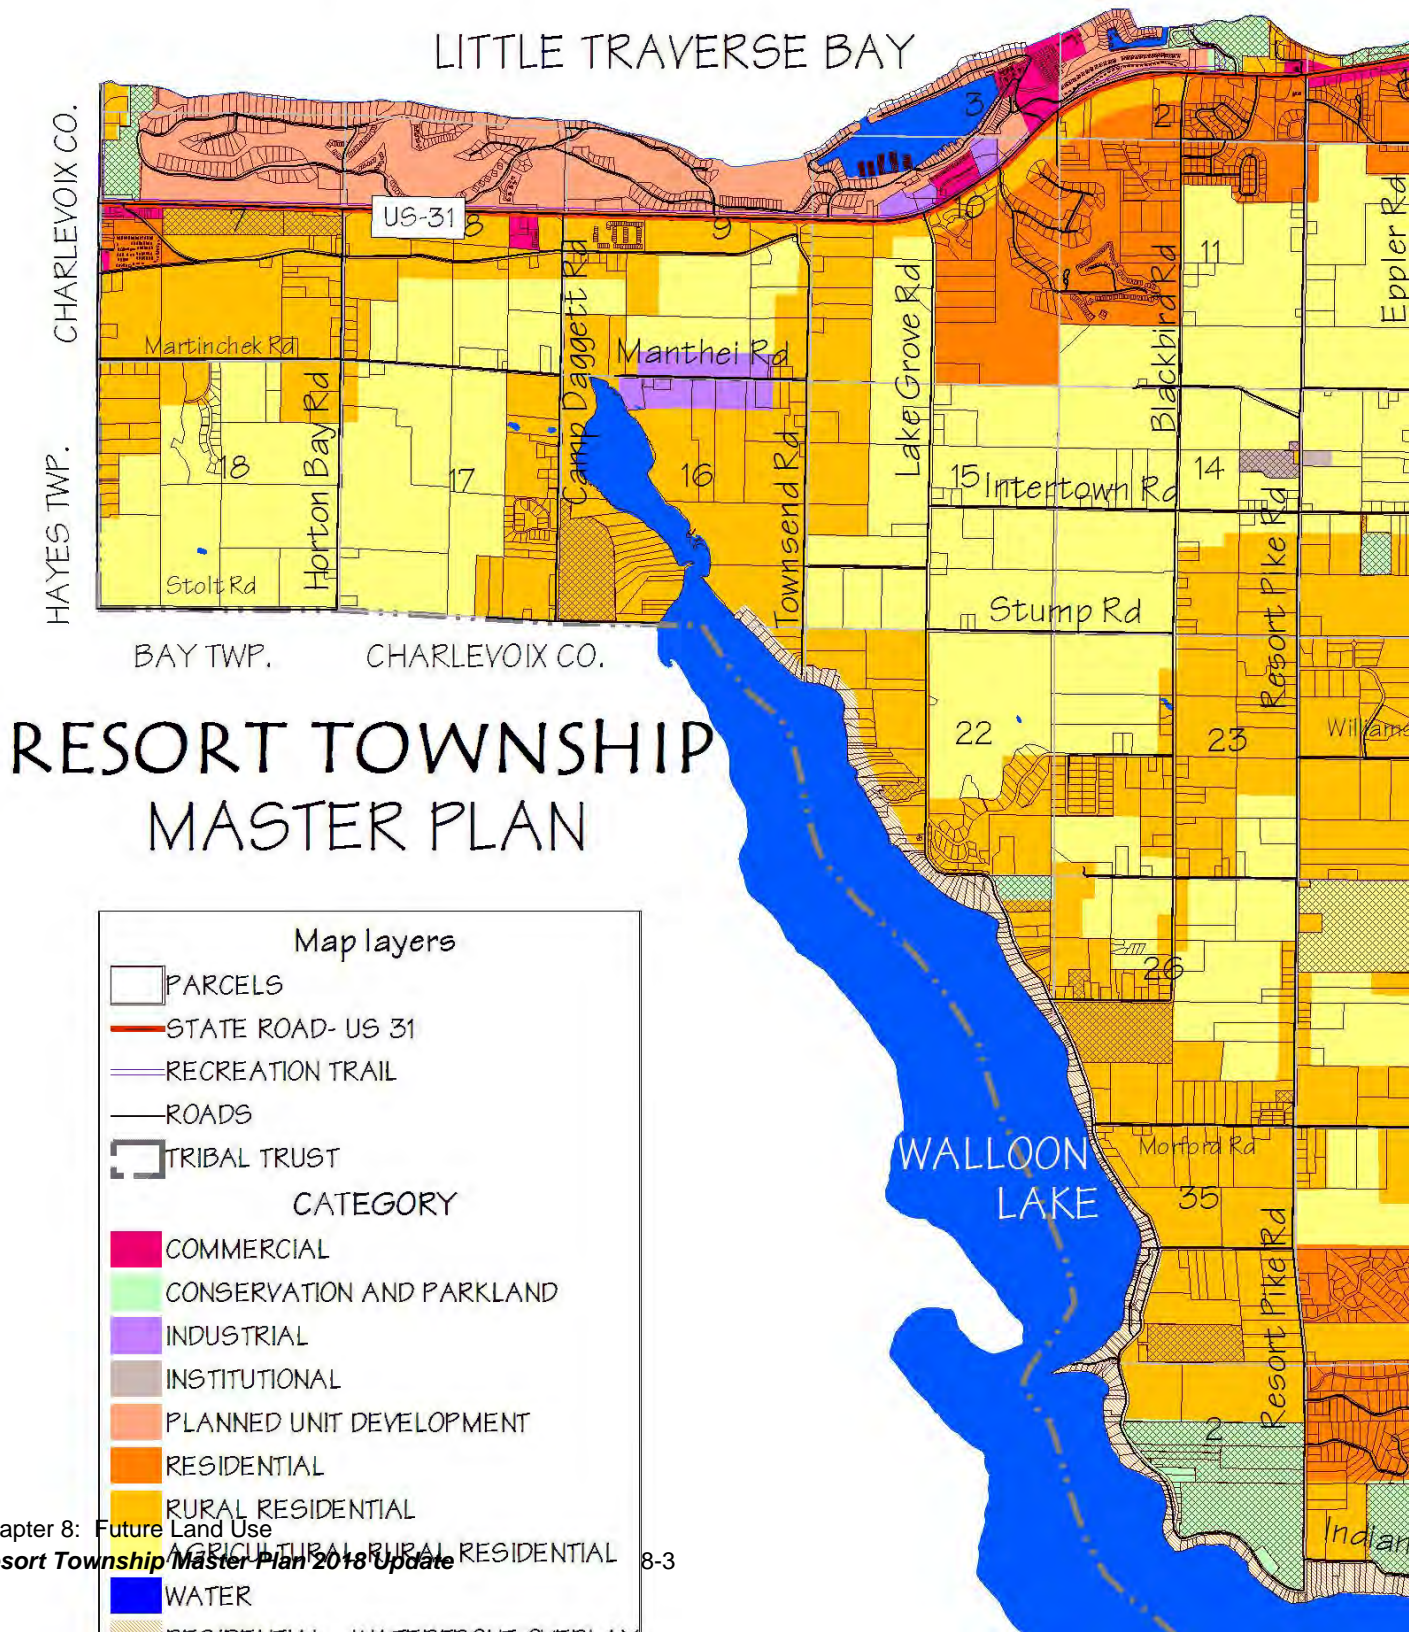 LITTLE TRAVERSE BAY
CHARLEVOIX CO.
HAYES TWP.
US-31
3
2
7
8
9
10
11
Eppler Rd
Camp Daggett Rd
Lake Grove Rd
Blackbird Rd
Martinchek Rd
Manthei Rd
Horton Bay Rd
Townsend Rd
18
17
16
15
Intertown Rd
14
Resort Pike Rd
Stolt Rd
Stump Rd
BAY TWP.
CHARLEVOIX CO.
22
23
RESORT TOWNSHIP
MASTER PLAN
26
WALLOON
LAKE
Morford Rd
35
Resort Pike Rd
2
Indian
Map layers
PARCELS
STATE ROAD- US 31
RECREATION TRAIL
ROADS
TRIBAL TRUST
CATEGORY
COMMERCIAL
CONSERVATION AND PARKLAND
INDUSTRIAL
INSTITUTIONAL
PLANNED UNIT DEVELOPMENT
RESIDENTIAL
RURAL RESIDENTIAL
AGRICULTURAL-RURAL RESIDENTIAL
WATER
RESIDENTIAL - WATERFRONT OVERLAY
apter 8: Future Land Use
esort Township Master Plan 2018 Update
8-3